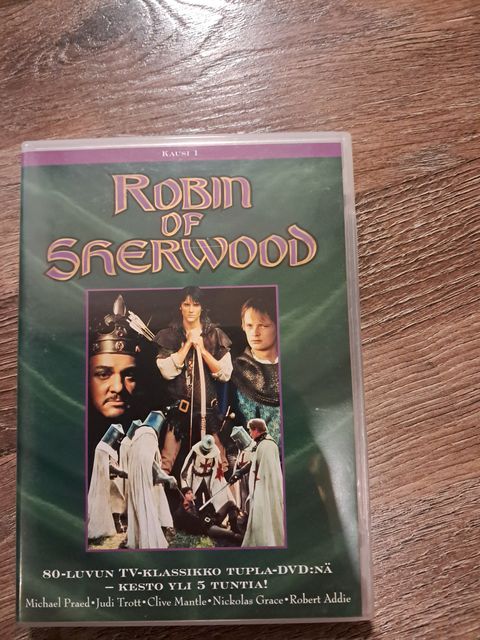 KAUSI 1
ROBIN
OF
SHERWOOD
80-LUVUN TV-KLASSIKKO TUPLA-DVD:NÄ
– KESTO YLI 5 TUNTIA!
Michael Praed • Judi Trott • Clive Mantle • Nickolas Grace • Robert Addie